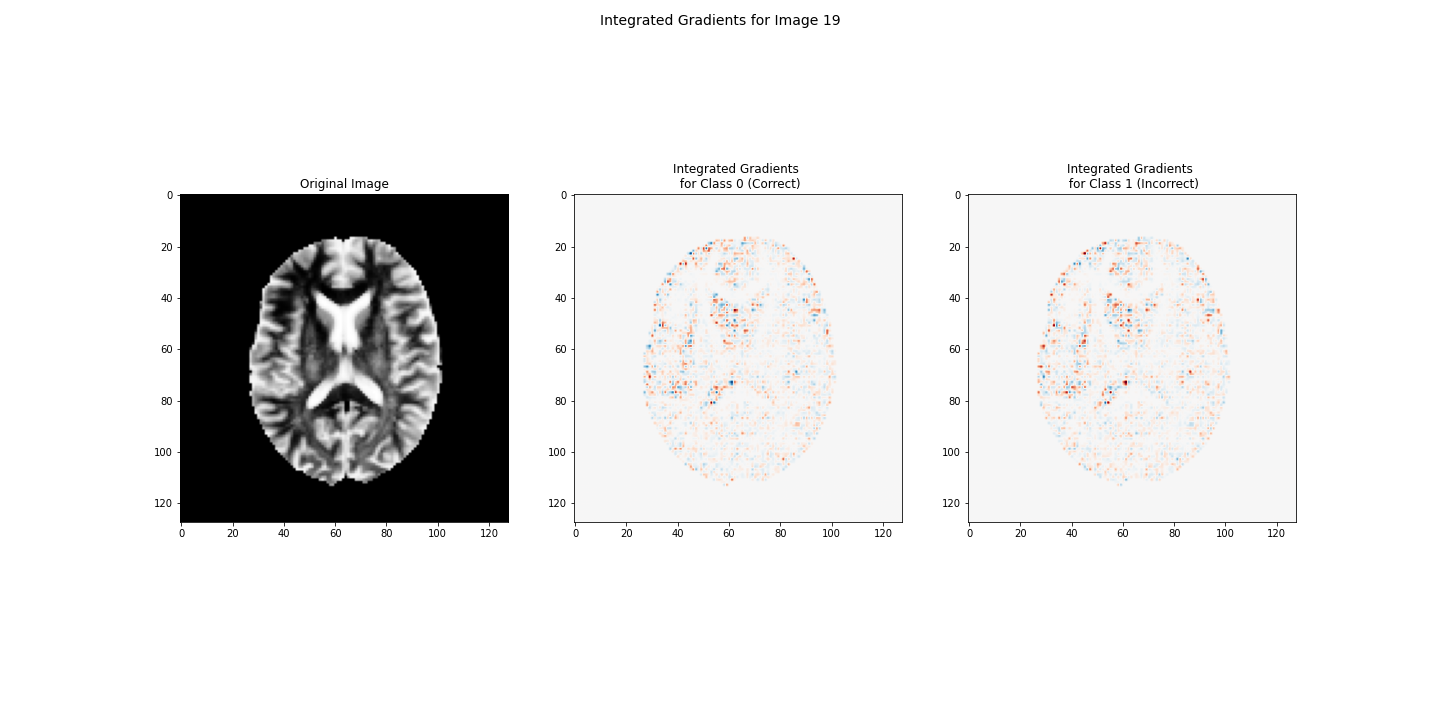 Integrated Gradients for Image 19
Original Image
Integrated Gradients
for Class 0 (Correct)
Integrated Gradients
for Class 1 (Incorrect)
0
20
40
60
80
100
120
0 20 40 60 80 100 120
0
20
40
60
80
100
120
0 20 40 60 80 100 120
0
20
40
60
80
100
120
0 20 40 60 80 100 120